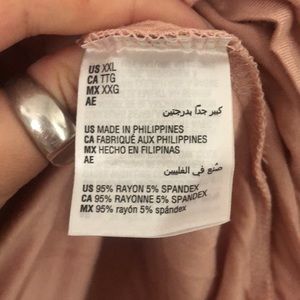 US XXL
CA TTG
MX XXG
AE
كبير جدًا بدرجتين
US MADE IN PHILIPPINES
CA FABRIQUÉ AUX PHILIPPINES
MX HECHO EN FILIPINAS
AE
صُنع في الفلبين
US 95% RAYON 5% SPANDEX
CA 95% RAYONNE 5% SPANDEX
MX 95% rayón 5% spándex